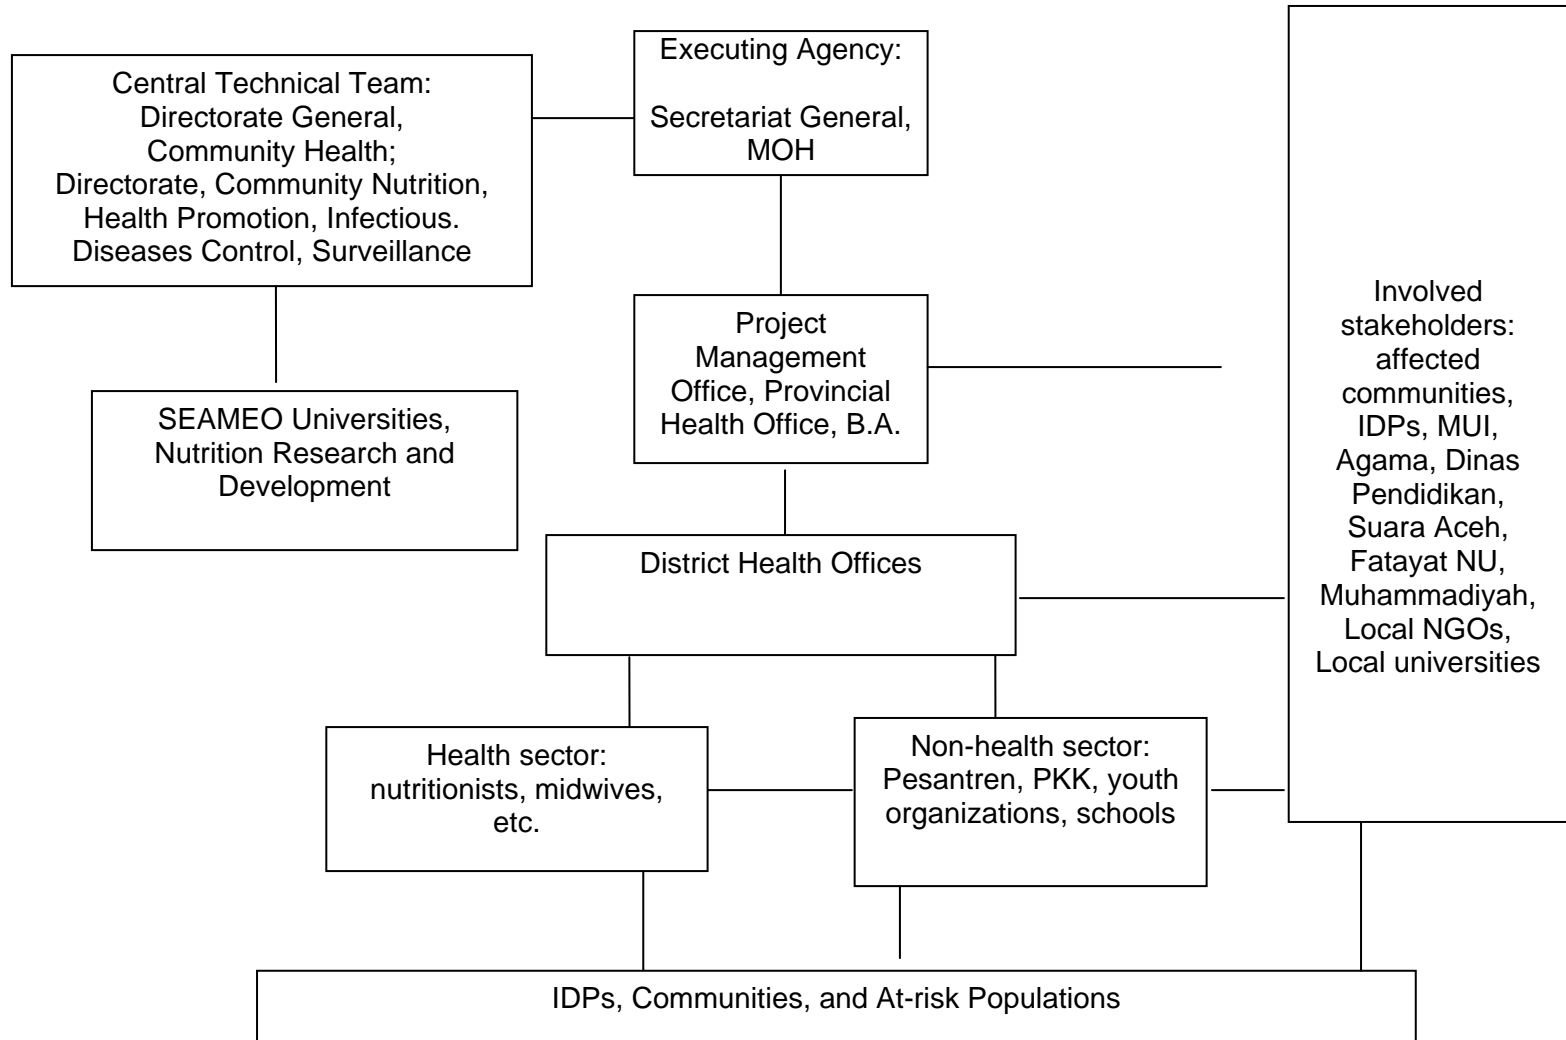 Executing Agency:
Secretariat General,
MOH
Central Technical Team:
Directorate General,
Community Health;
Directorate, Community Nutrition,
Health Promotion, Infectious.
Diseases Control, Surveillance
SEAMEO Universities,
Nutrition Research and
Development
Project
Management
Office, Provincial
Health Office, B.A.
Involved
stakeholders:
affected
communities,
IDPs, MUI,
Agama, Dinas
Pendidikan,
Suara Aceh,
Fatayat NU,
Muhammadiyah,
Local NGOs,
Local universities
District Health Offices
Health sector:
nutritionists, midwives,
etc.
Non-health sector:
Pesantren, PKK, youth
organizations, schools
IDPs, Communities, and At-risk Populations